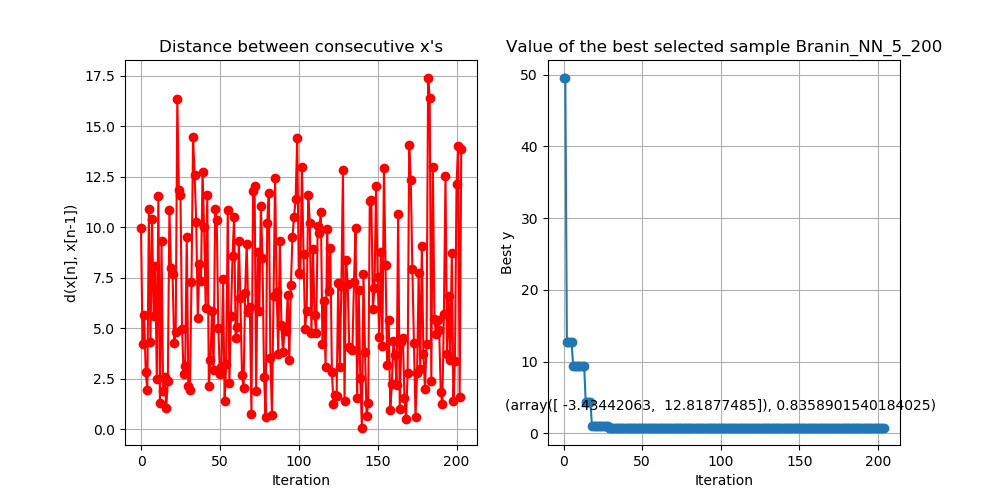 Distance between consecutive x's
17.5
15.0
12.5
10.0
7.5
5.0
2.5
0.0
d(x[n], x[n-1])
0 50 100 150 200
Iteration
Value of the best selected sample Branin_NN_5_200
50
40
30
20
10
0
Best y
(array([ -3.43442063,  12.81877485]), 0.8358901540184025)
0 50 100 150 200
Iteration